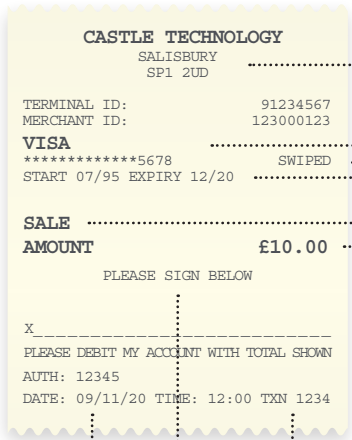 CASTLE TECHNOLOGY
SALISBURY
SP1 2UD
TERMINAL ID: 91234567
MERCHANT ID: 123000123
VISA
*************5678 SWIPED
START 07/95 EXPIRY 12/20
SALE
AMOUNT £10.00
PLEASE SIGN BELOW
X__________________________
PLEASE DEBIT MY ACCOUNT WITH TOTAL SHOWN
AUTH: 12345
DATE: 09/11/20 TIME: 12:00 TXN 1234